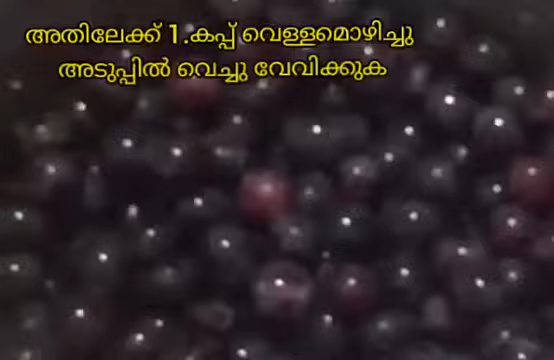 അതിലേക്ക് 1.കപ്പ് വെള്ളമൊഴിച്ചു
അടുപ്പിൽ വെച്ചു വേവിക്കുക